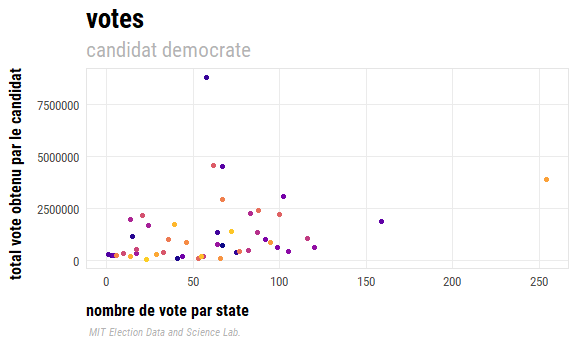 votes
candidat democrate
total vote obtenu par le candidat
7500000
5000000
2500000
0
0 50 100 150 200 250
nombre de vote par state
MIT Election Data and Science Lab.